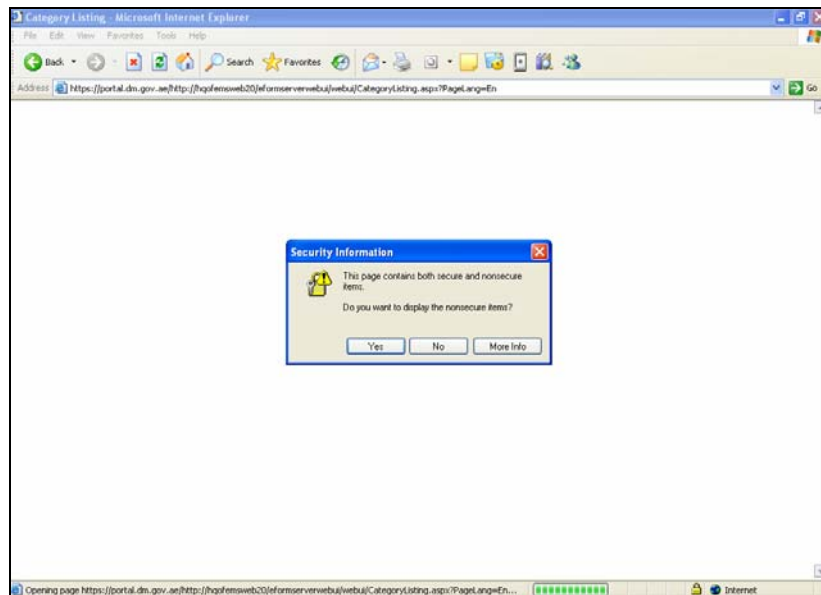 Category Listing - Microsoft Internet Explorer
File Edit View Favorites Tools Help
Back Search Favorites
Address https://portal.dm.gov.ae/http://hqofemsweb20/eformserverwebui/webui/CategoryListing.aspx?PageLang=En Go
Security Information
This page contains both secure and nonsecure
items.
Do you want to display the nonsecure items?
Yes No More Info
Opening page https://portal.dm.gov.ae/http://hqofemsweb20/eformserverwebui/webui/CategoryListing.aspx?PageLang=En... Internet